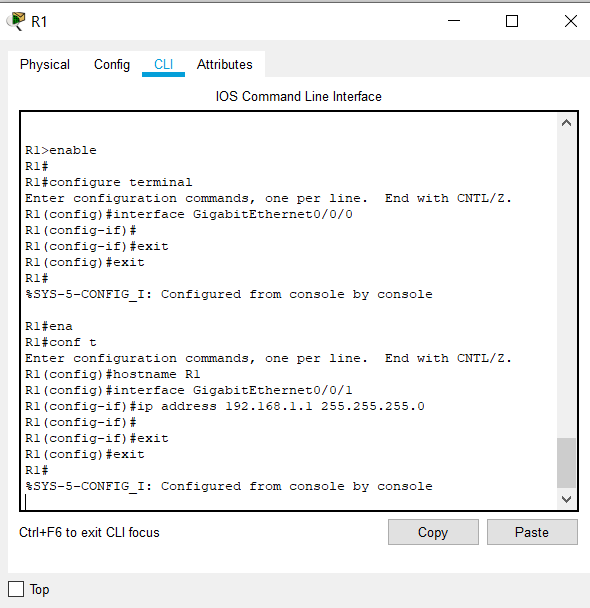 R1
Physical Config CLI Attributes
IOS Command Line Interface
R1>enable
R1#
R1#configure terminal
Enter configuration commands, one per line.  End with CNTL/Z.
R1(config)#interface GigabitEthernet0/0/0
R1(config-if)#
R1(config-if)#exit
R1(config)#exit
R1#
%SYS-5-CONFIG_I: Configured from console by console
R1#ena
R1#conf t
Enter configuration commands, one per line.  End with CNTL/Z.
R1(config)#hostname R1
R1(config)#interface GigabitEthernet0/0/1
R1(config-if)#ip address 192.168.1.1 255.255.255.0
R1(config-if)#
R1(config-if)#exit
R1(config)#exit
R1#
%SYS-5-CONFIG_I: Configured from console by console
Ctrl+F6 to exit CLI focus Copy Paste
Top